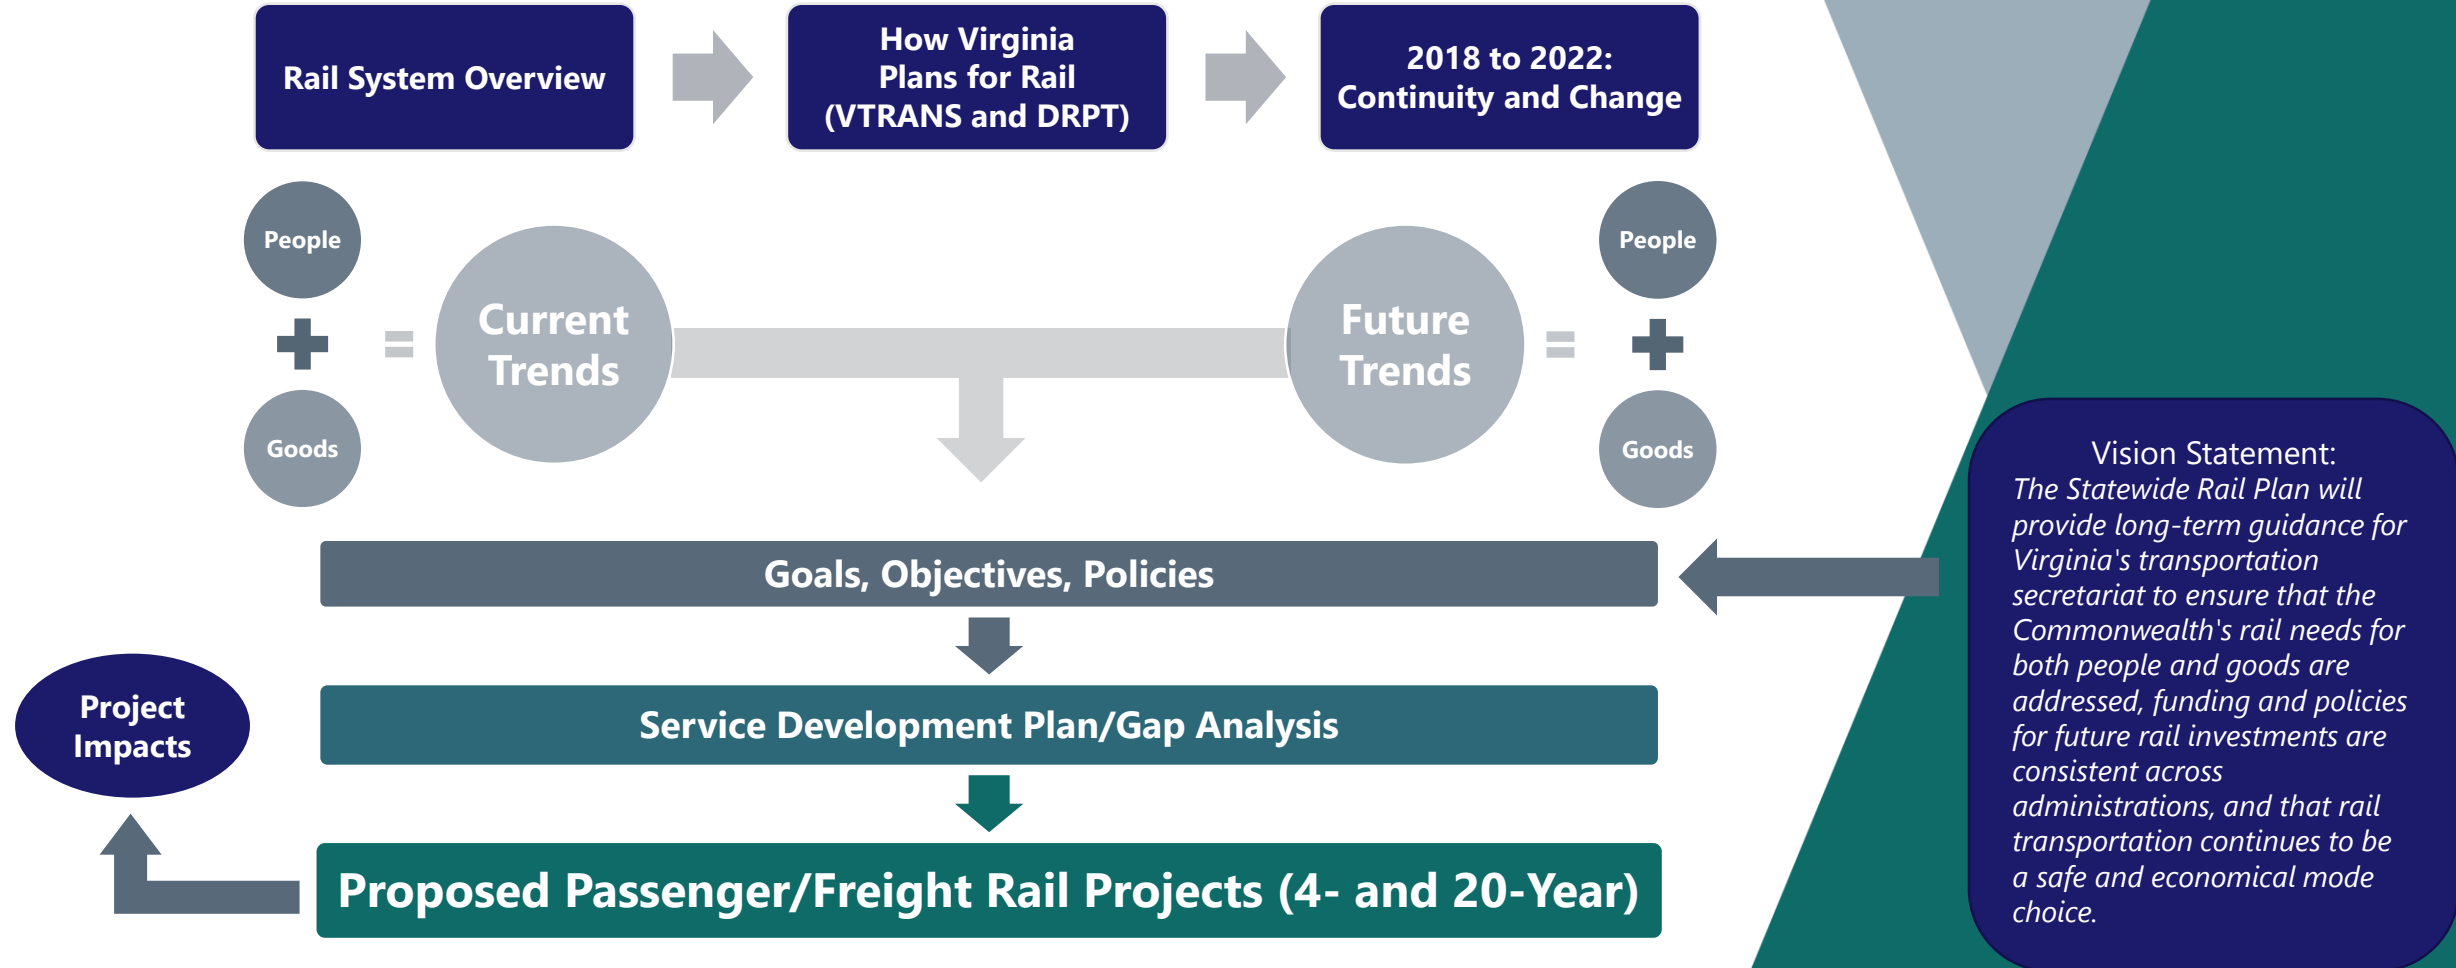 Rail System Overview
How Virginia
Plans for Rail
(VTRANS and DRPT)
2018 to 2022:
Continuity and Change
People
+
Goods
=
Current
Trends
Future
Trends
=
People
+
Goods
Goals, Objectives, Policies
Service Development Plan/Gap Analysis
Proposed Passenger/Freight Rail Projects (4- and 20-Year)
Project
Impacts
Vision Statement:
The Statewide Rail Plan will
provide long-term guidance for
Virginia's transportation
secretariat to ensure that the
Commonwealth's rail needs for
both people and goods are
addressed, funding and policies
for future rail investments are
consistent across
administrations, and that rail
transportation continues to be
a safe and economical mode
choice.